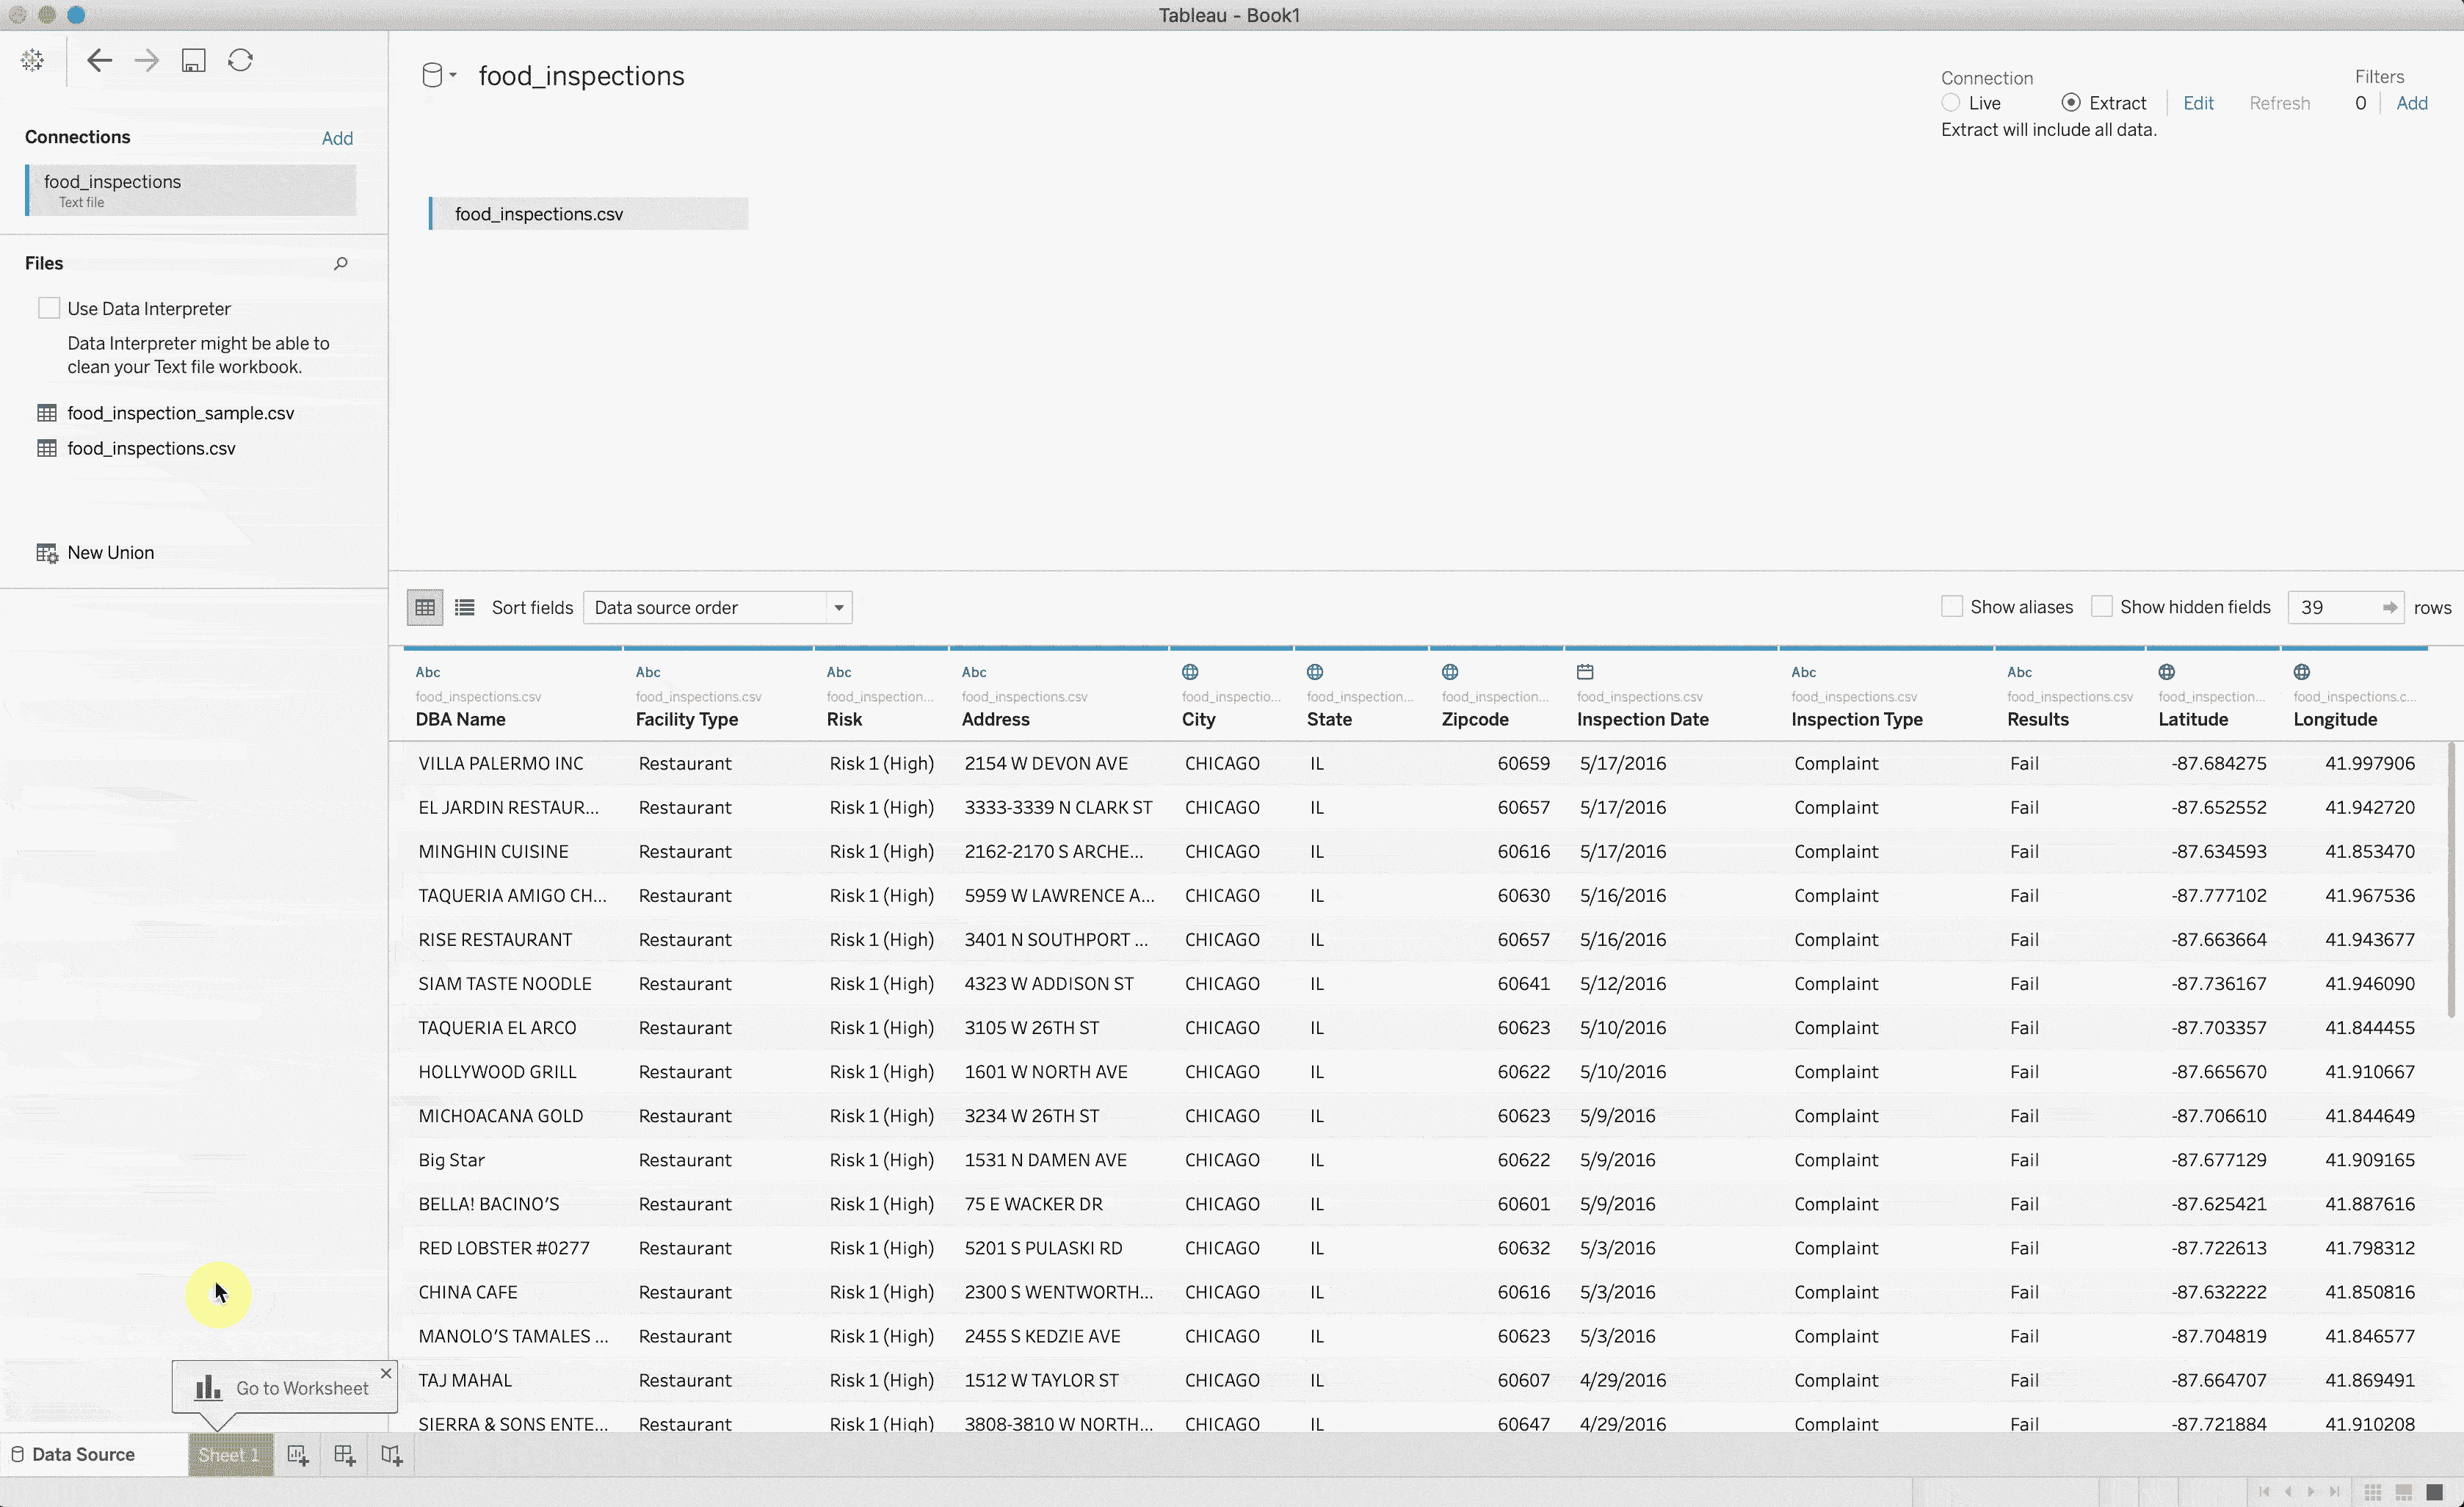 Tableau - Book1
food_inspections
Connection
Live Extract Edit Refresh
Extract will include all data.
Filters
0 Add
Connections Add
food_inspections
Text file
food_inspections.csv
Files
Use Data Interpreter
Data Interpreter might be able to
clean your Text file workbook.
food_inspection_sample.csv
food_inspections.csv
New Union
Sort fields Data source order Show aliases Show hidden fields 39 rows
Abc Abc Abc Abc Abc Abc
food_inspections.csv food_inspections.csv food_inspection... food_inspections.csv food_inspectio... food_inspection... food_inspection... food_inspections.csv food_inspections.csv food_inspections.csv food_inspection... food_inspections.c...
DBA Name Facility Type Risk Address City State Zipcode Inspection Date Inspection Type Results Latitude Longitude
VILLA PALERMO INC Restaurant Risk 1 (High) 2154 W DEVON AVE CHICAGO IL 60659 5/17/2016 Complaint Fail -87.684275 41.997906
EL JARDIN RESTAUR... Restaurant Risk 1 (High) 3333-3339 N CLARK ST CHICAGO IL 60657 5/17/2016 Complaint Fail -87.652552 41.942720
MINGHIN CUISINE Restaurant Risk 1 (High) 2162-2170 S ARCHE... CHICAGO IL 60616 5/17/2016 Complaint Fail -87.634593 41.853470
TAQUERIA AMIGO CH... Restaurant Risk 1 (High) 5959 W LAWRENCE A... CHICAGO IL 60630 5/16/2016 Complaint Fail -87.777102 41.967536
RISE RESTAURANT Restaurant Risk 1 (High) 3401 N SOUTHPORT ... CHICAGO IL 60657 5/16/2016 Complaint Fail -87.663664 41.943677
SIAM TASTE NOODLE Restaurant Risk 1 (High) 4323 W ADDISON ST CHICAGO IL 60641 5/12/2016 Complaint Fail -87.736167 41.946090
TAQUERIA EL ARCO Restaurant Risk 1 (High) 3105 W 26TH ST CHICAGO IL 60623 5/10/2016 Complaint Fail -87.703357 41.844455
HOLLYWOOD GRILL Restaurant Risk 1 (High) 1601 W NORTH AVE CHICAGO IL 60622 5/10/2016 Complaint Fail -87.665670 41.910667
MICHOACANA GOLD Restaurant Risk 1 (High) 3234 W 26TH ST CHICAGO IL 60623 5/9/2016 Complaint Fail -87.706610 41.844649
Big Star Restaurant Risk 1 (High) 1531 N DAMEN AVE CHICAGO IL 60622 5/9/2016 Complaint Fail -87.677129 41.909165
BELLA! BACINO'S Restaurant Risk 1 (High) 75 E WACKER DR CHICAGO IL 60601 5/9/2016 Complaint Fail -87.625421 41.887616
RED LOBSTER #0277 Restaurant Risk 1 (High) 5201 S PULASKI RD CHICAGO IL 60632 5/3/2016 Complaint Fail -87.722613 41.798312
CHINA CAFE Restaurant Risk 1 (High) 2300 S WENTWORTH... CHICAGO IL 60616 5/3/2016 Complaint Fail -87.632222 41.850816
MANOLO'S TAMALES ... Restaurant Risk 1 (High) 2455 S KEDZIE AVE CHICAGO IL 60623 5/3/2016 Complaint Fail -87.704819 41.846577
TAJ MAHAL Restaurant Risk 1 (High) 1512 W TAYLOR ST CHICAGO IL 60607 4/29/2016 Complaint Fail -87.664707 41.869491
SIERRA & SONS ENTE... Restaurant Risk 1 (High) 3808-3810 W NORTH... CHICAGO IL 60647 4/29/2016 Complaint Fail -87.721884 41.910208
Go to Worksheet
Data Source Sheet 1